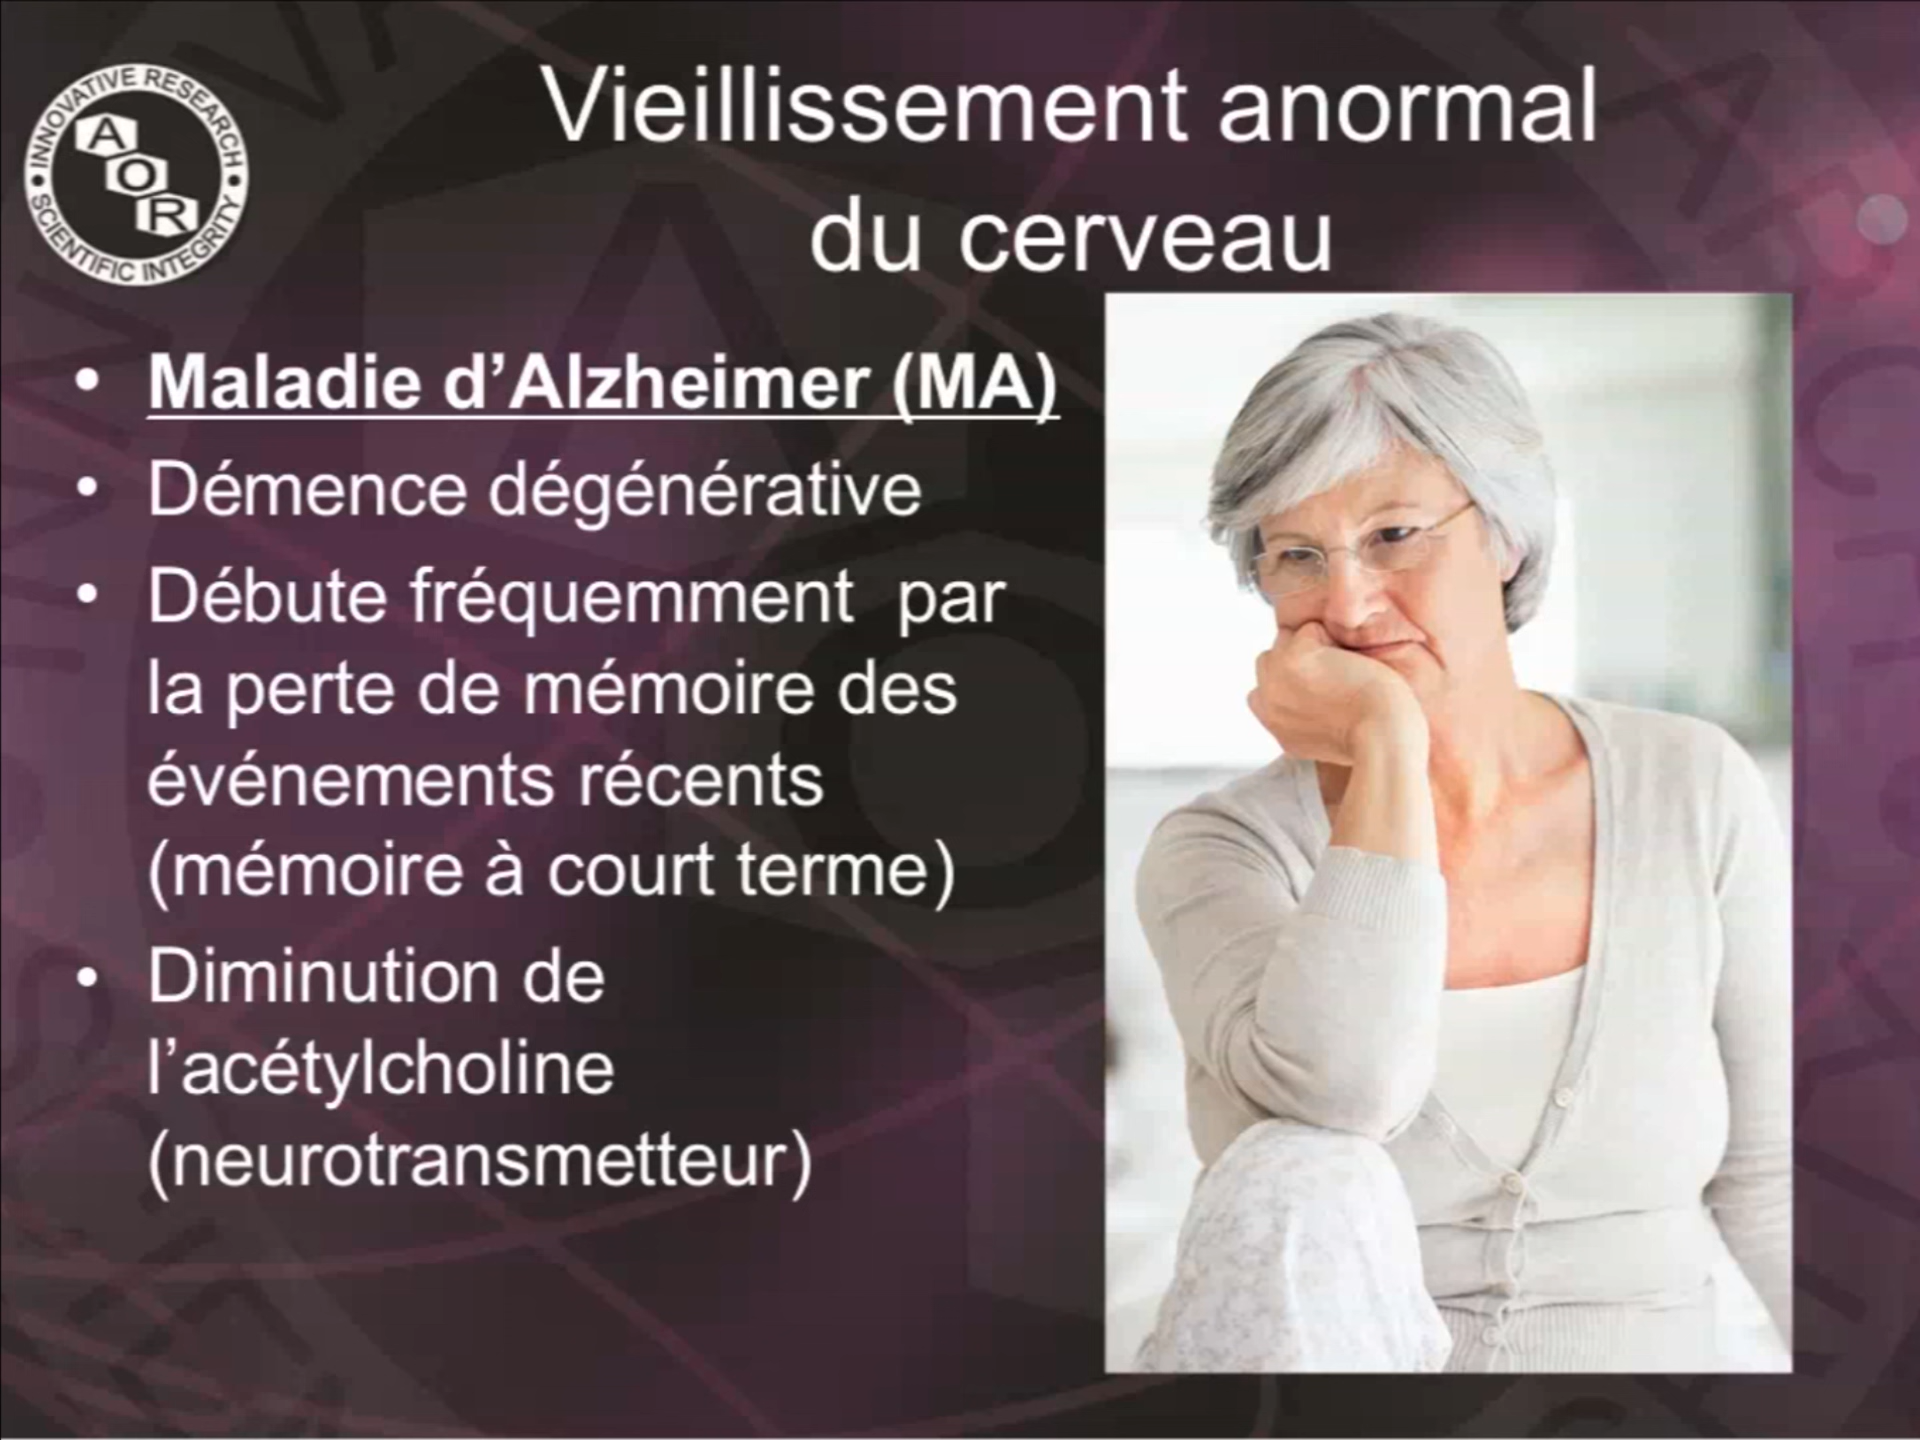 INNOVATIVE RESEARCH
A
O
R
SCIENTIFIC INTEGRITY
Vieillissement anormal
du cerveau
• Maladie d’Alzheimer (MA)
• Démence dégénérative
• Débute fréquemment  par
la perte de mémoire des
événements récents
(mémoire à court terme)
• Diminution de
l’acétylcholine
(neurotransmetteur)